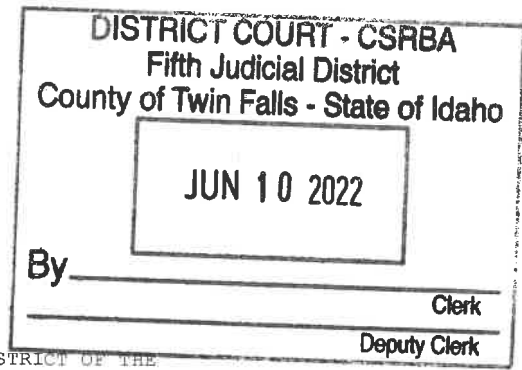 DISTRICT COURT - CSRBA
Fifth Judicial District
County of Twin Falls - State of Idaho
JUN 10 2022
By
Clerk
Deputy Clerk
OF THE